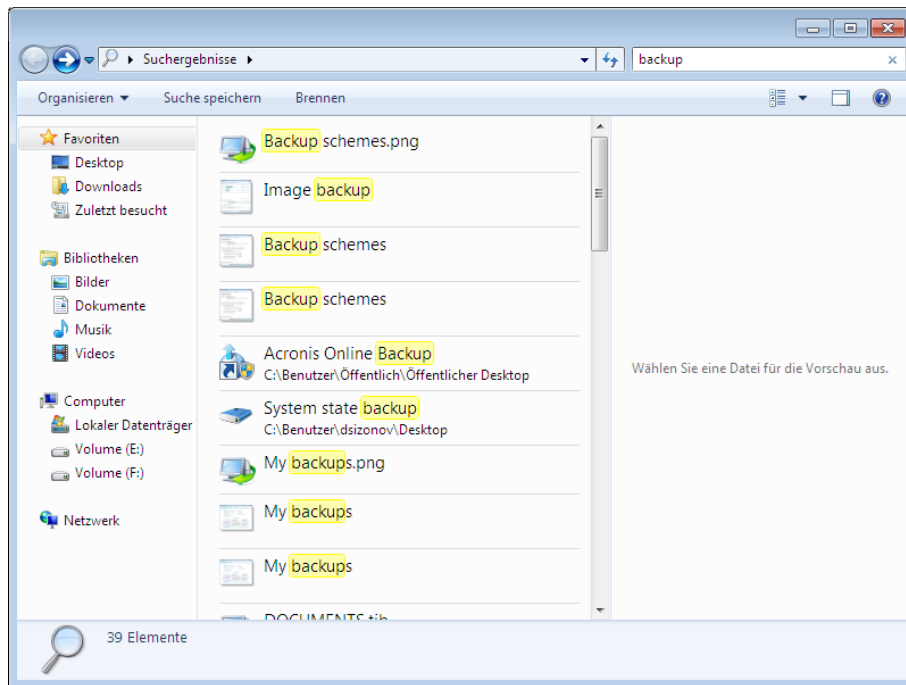 Suchergebnisse
backup
Organisieren
Suche speichern
Brennen
Favoriten
Desktop
Downloads
Zuletzt besucht
Bibliotheken
Bilder
Dokumente
Musik
Videos
Computer
Lokaler Datenträger
Volume (E:)
Volume (F:)
Netzwerk
Backup schemes.png
Image backup
Backup schemes
Backup schemes
Acronis Online Backup
C:\Benutzer\Öffentlich\Öffentlicher Desktop
System state backup
C:\Benutzer\dsizonov\Desktop
My backups.png
My backups
My backups
DOCUMENTS.tib
Wählen Sie eine Datei für die Vorschau aus.
39 Elemente